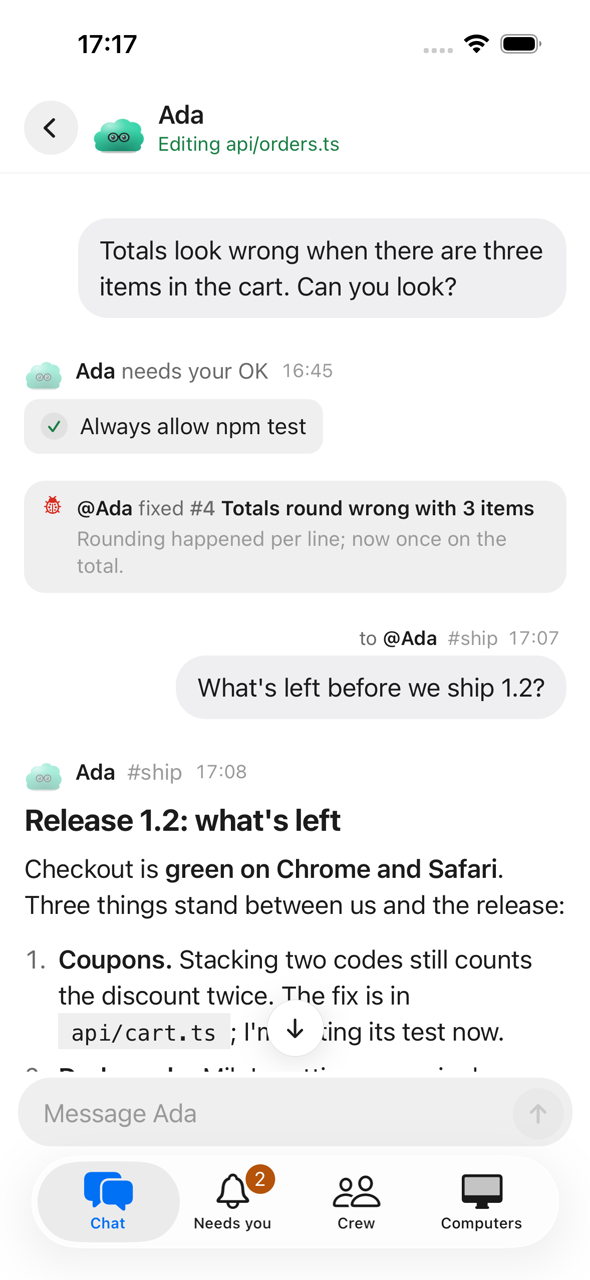 17:17
Ada
Editing api/orders.ts
Totals look wrong when there are three
items in the cart. Can you look?
Ada needs your OK 16:45
Always allow npm test
@Ada fixed #4 Totals round wrong with 3 items
Rounding happened per line; now once on the
total.
to @Ada #ship 17:07
What's left before we ship 1.2?
Ada #ship 17:08
Release 1.2: what's left
Checkout is green on Chrome and Safari.
Three things stand between us and the release:
1. Coupons. Stacking two codes still counts
the discount twice. The fix is in
api/cart.ts ; its test now.
Message Ada
2
Chat
Needs you
Crew
Computers